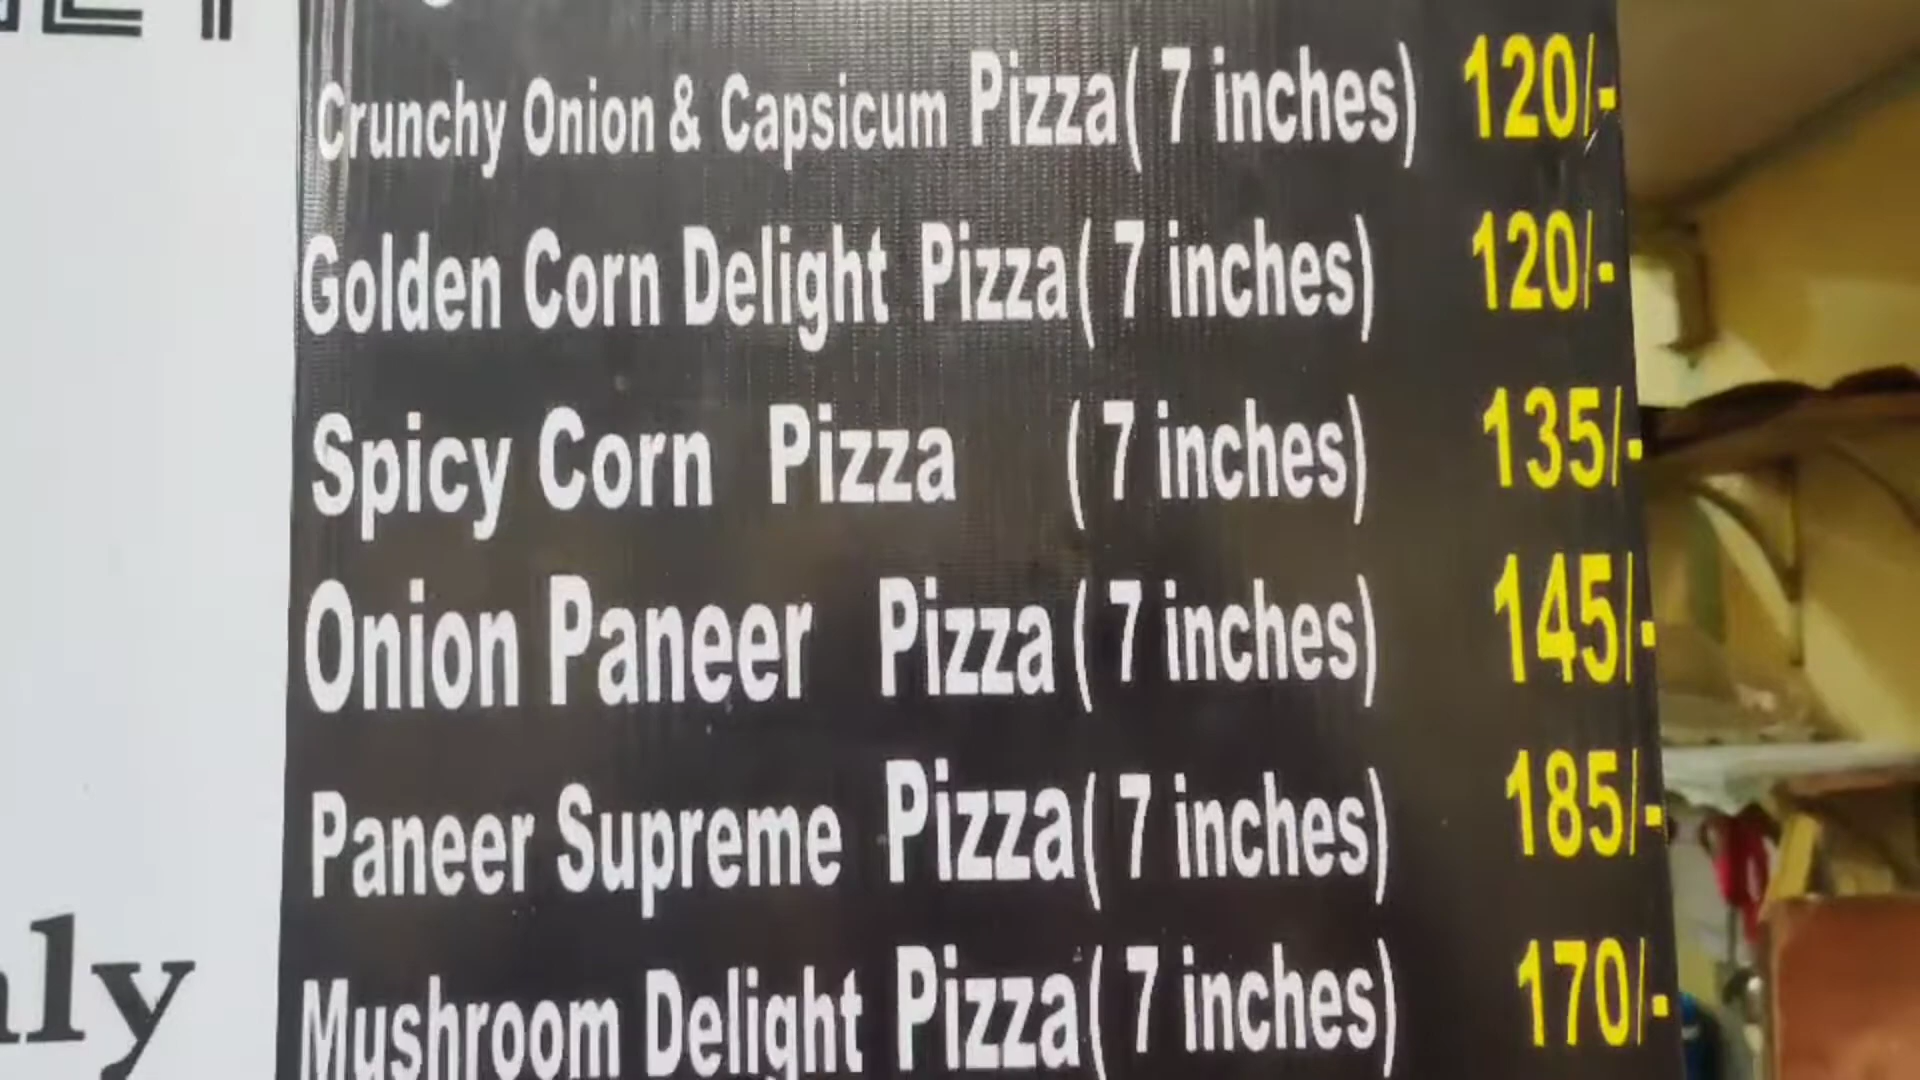 Crunchy Onion & Capsicum Pizza( 7 inches) 120/-
Golden Corn Delight Pizza( 7 inches) 120/-
Spicy Corn Pizza ( 7 inches) 135/-
Onion Paneer Pizza ( 7 inches) 145/-
Paneer Supreme Pizza( 7 inches) 185/-
Mushroom Delight Pizza( 7 inches) 170/-